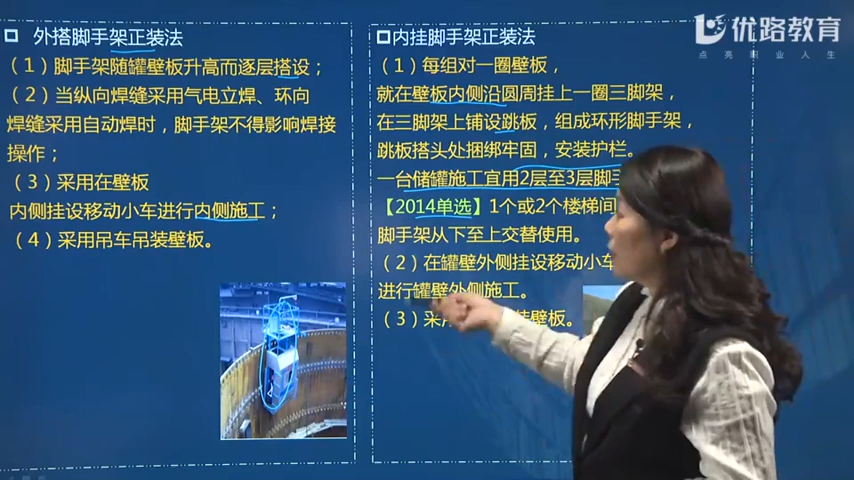 优路教育
点亮职业人生
外搭脚手架正装法
（1）脚手架随罐壁板升高而逐层搭设；
（2）当纵向焊缝采用气电立焊、环向
焊缝采用自动焊时，脚手架不得影响焊接
操作；
（3）采用在壁板
内侧挂设移动小车进行内侧施工；
（4）采用吊车吊装壁板。
内挂脚手架正装法
（1）每组对一圈壁板，
就在壁板内侧沿圆周挂上一圈三脚架，
在三脚架上铺设跳板，组成环形脚手架，
跳板搭头处捆绑牢固，安装护栏。
一台储罐施工宜用2层至3层脚手
【2014单选】1个或2个楼梯间
脚手架从下至上交替使用。
（2）在罐壁外侧挂设移动小车
进行罐壁外侧施工。
（3）采 壁板。